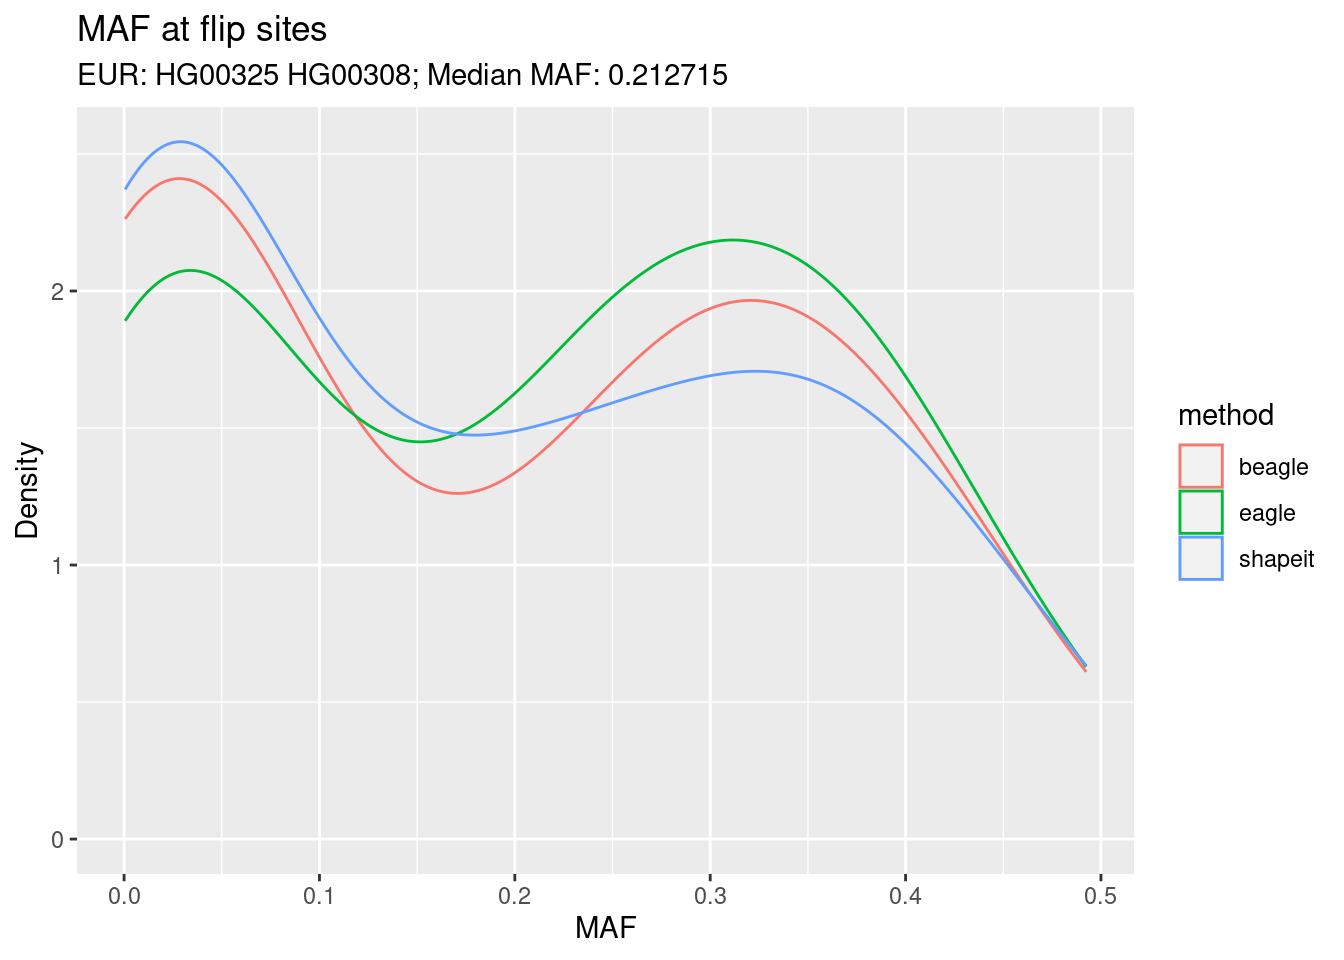 MAF at flip sites
EUR: HG00325 HG00308; Median MAF: 0.212715
Density
2
1
0
0.0 0.1 0.2 0.3 0.4 0.5
MAF
method
beagle
eagle
shapeit